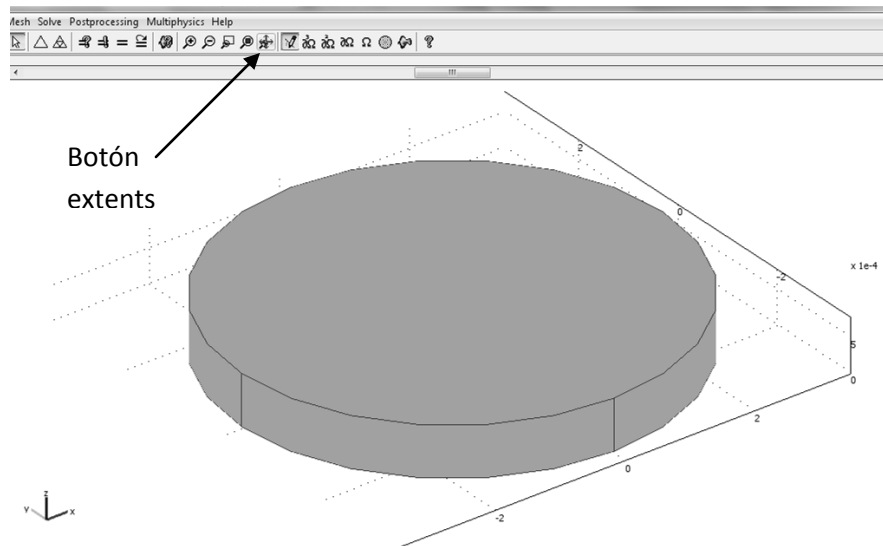 Mesh Solve Postprocessing Multiphysics Help
Botón
extents
2
0
-2
x 1e-4
5
0
2
0
-2
z
y
x